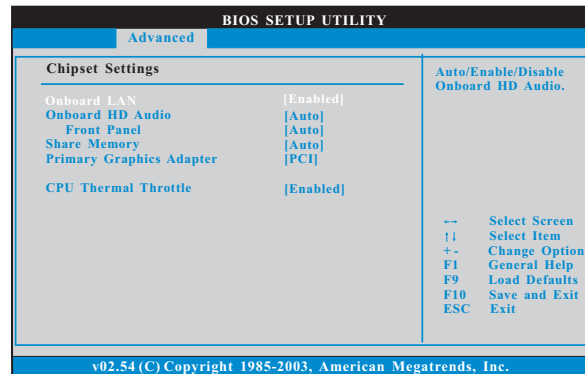 BIOS SETUP UTILITY
Advanced
Chipset Settings
Onboard LAN [Enabled]
Onboard HD Audio [Auto]
Front Panel [Auto]
Share Memory [Auto]
Primary Graphics Adapter [PCI]
CPU Thermal Throttle [Enabled]
Auto/Enable/Disable
Onboard HD Audio.
←→ Select Screen
↑↓ Select Item
+ - Change Option
F1 General Help
F9 Load Defaults
F10 Save and Exit
ESC Exit
v02.54 (C) Copyright 1985-2003, American Megatrends, Inc.